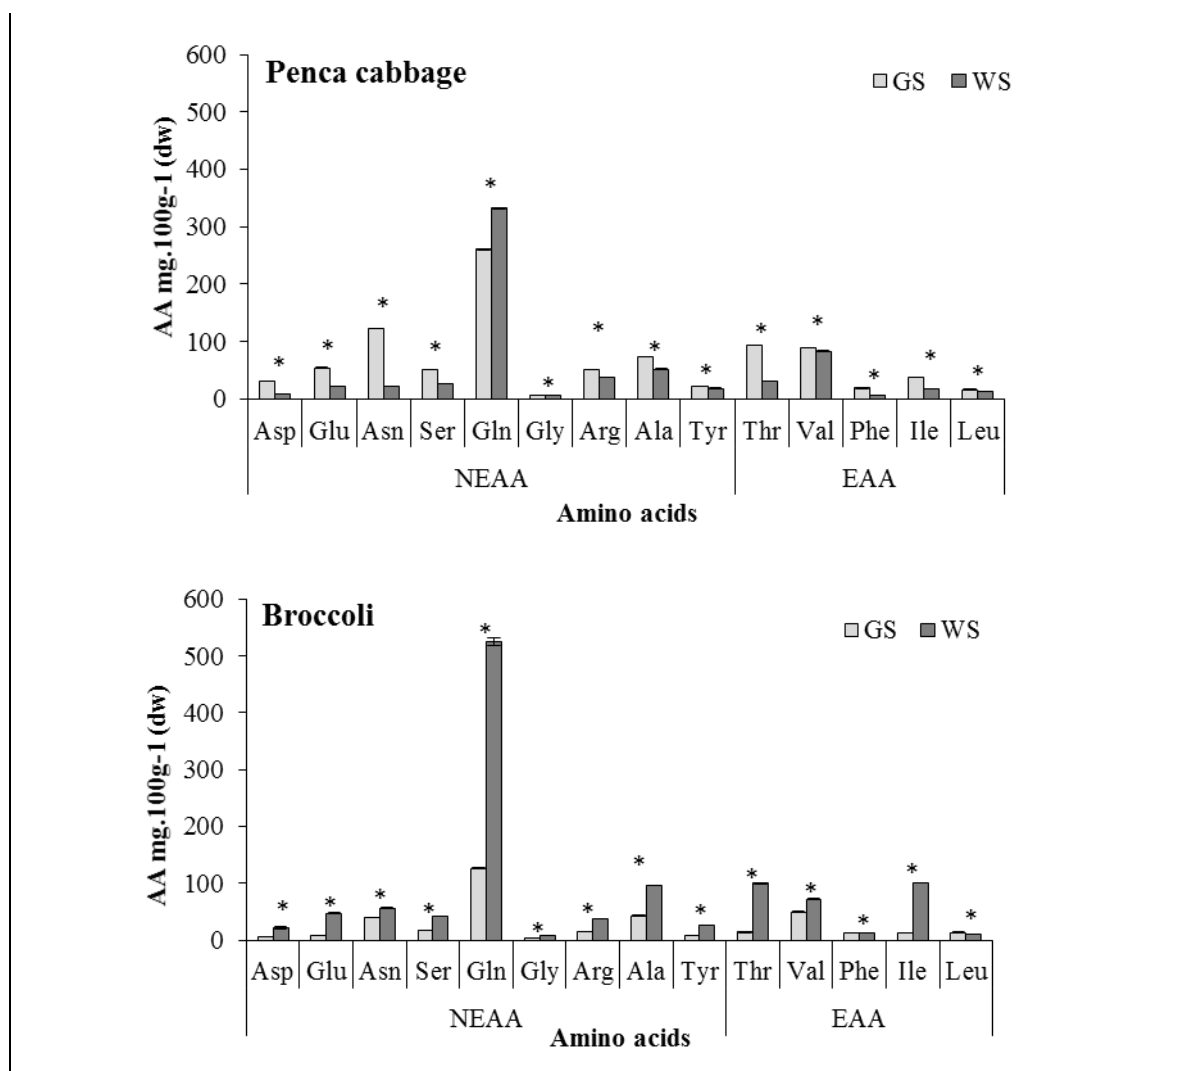 Penca cabbage
GS WS
AA mg.100g-1 (dw)
600
500
400
300
200
100
0
* * * * * * * * * * * * * *
Asp Glu Asn Ser Gln Gly Arg Ala Tyr Thr Val Phe Ile Leu
NEAA EAA
Amino acids
Broccoli
GS WS
AA mg.100g-1 (dw)
600
500
400
300
200
100
0
* * * * * * * * * * * * * *
Asp Glu Asn Ser Gln Gly Arg Ala Tyr Thr Val Phe Ile Leu
NEAA EAA
Amino acids